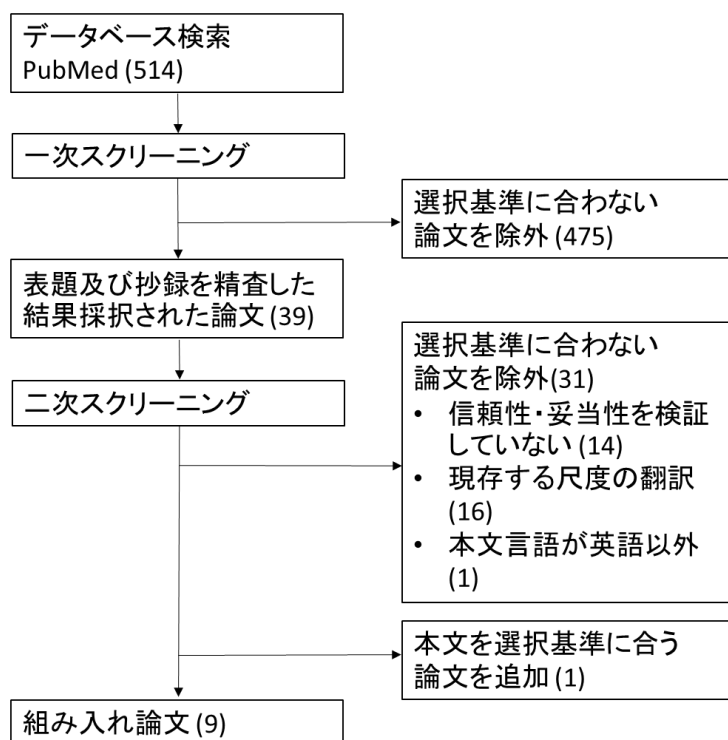 データベース検索
PubMed (514)
一次スクリーニング
選択基準に合わない
論文を除外 (475)
表題及び抄録を精査した
結果採択された論文 (39)
選択基準に合わない
論文を除外(31)
• 信頼性・妥当性を検証
していない (14)
• 現存する尺度の翻訳
(16)
• 本文言語が英語以外
(1)
二次スクリーニング
本文を選択基準に合う
論文を追加 (1)
組み入れ論文 (9)